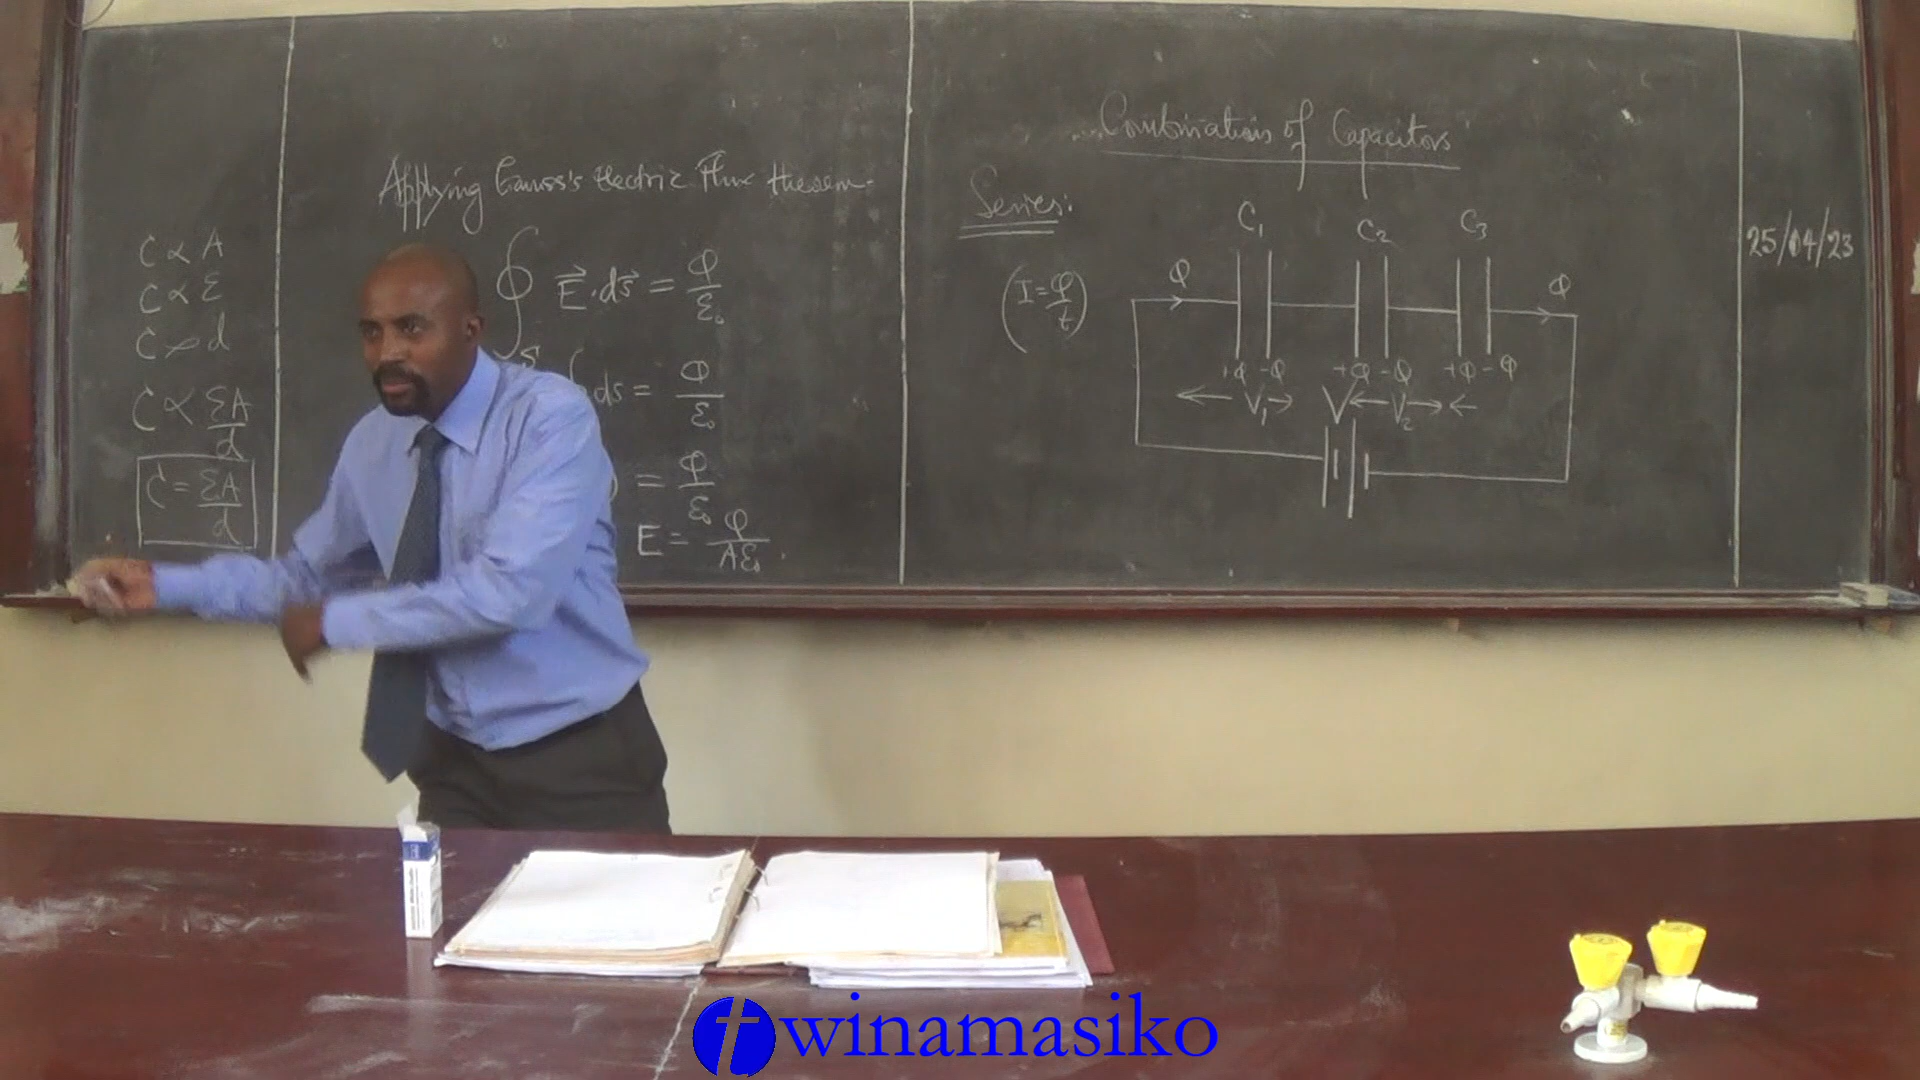 C ∝ A
C ∝ ε
C ∝ d
C ∝ εA/d
C = εA/d
Applying Gauss's Electric Flux theorem.
∮ E⃗.ds⃗ = Q/ε₀
S
ds = Q/ε₀
= Q/ε₀
E = Q/Aε₀
Combination of Capacitors
Series:
C₁ C₂ C₃
(I = Q/t)
Q Q
+Q -Q +Q -Q +Q -Q
V₁ V V₂
25/04/23
twinamasiko